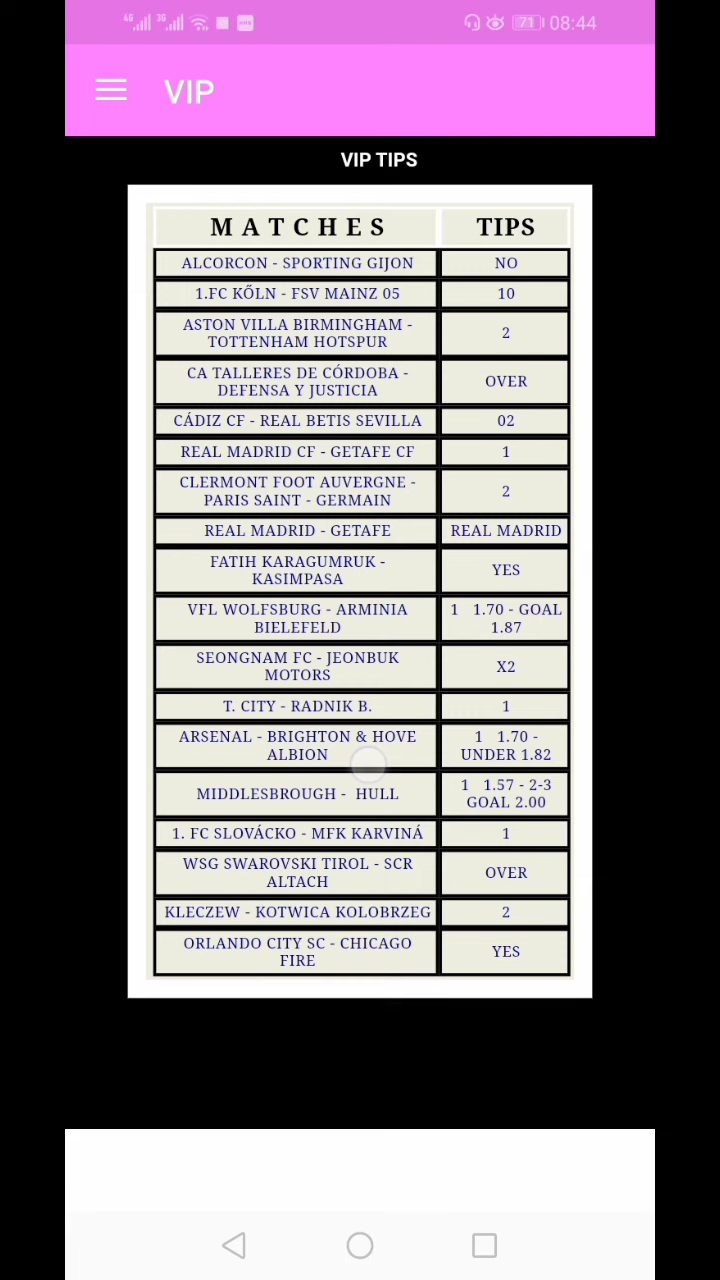 4G 3G 71 08:44
VIP
VIP TIPS
MATCHES TIPS
ALCORCON - SPORTING GIJON NO
1.FC KŐLN - FSV MAINZ 05 10
ASTON VILLA BIRMINGHAM -
TOTTENHAM HOTSPUR 2
CA TALLERES DE CÓRDOBA -
DEFENSA Y JUSTICIA OVER
CÁDIZ CF - REAL BETIS SEVILLA 02
REAL MADRID CF - GETAFE CF 1
CLERMONT FOOT AUVERGNE -
PARIS SAINT - GERMAIN 2
REAL MADRID - GETAFE REAL MADRID
FATIH KARAGUMRUK -
KASIMPASA YES
VFL WOLFSBURG - ARMINIA
BIELEFELD
1 1.70 - GOAL
1.87
SEONGNAM FC - JEONBUK
MOTORS X2
T. CITY - RADNIK B. 1
ARSENAL - BRIGHTON & HOVE
ALBION
1 1.70 -
UNDER 1.82
MIDDLESBROUGH - HULL
1 1.57 - 2-3
GOAL 2.00
1. FC SLOVÁCKO - MFK KARVINÁ 1
WSG SWAROVSKI TIROL - SCR
ALTACH OVER
KLECZEW - KOTWICA KOLOBRZEG 2
ORLANDO CITY SC - CHICAGO
FIRE YES